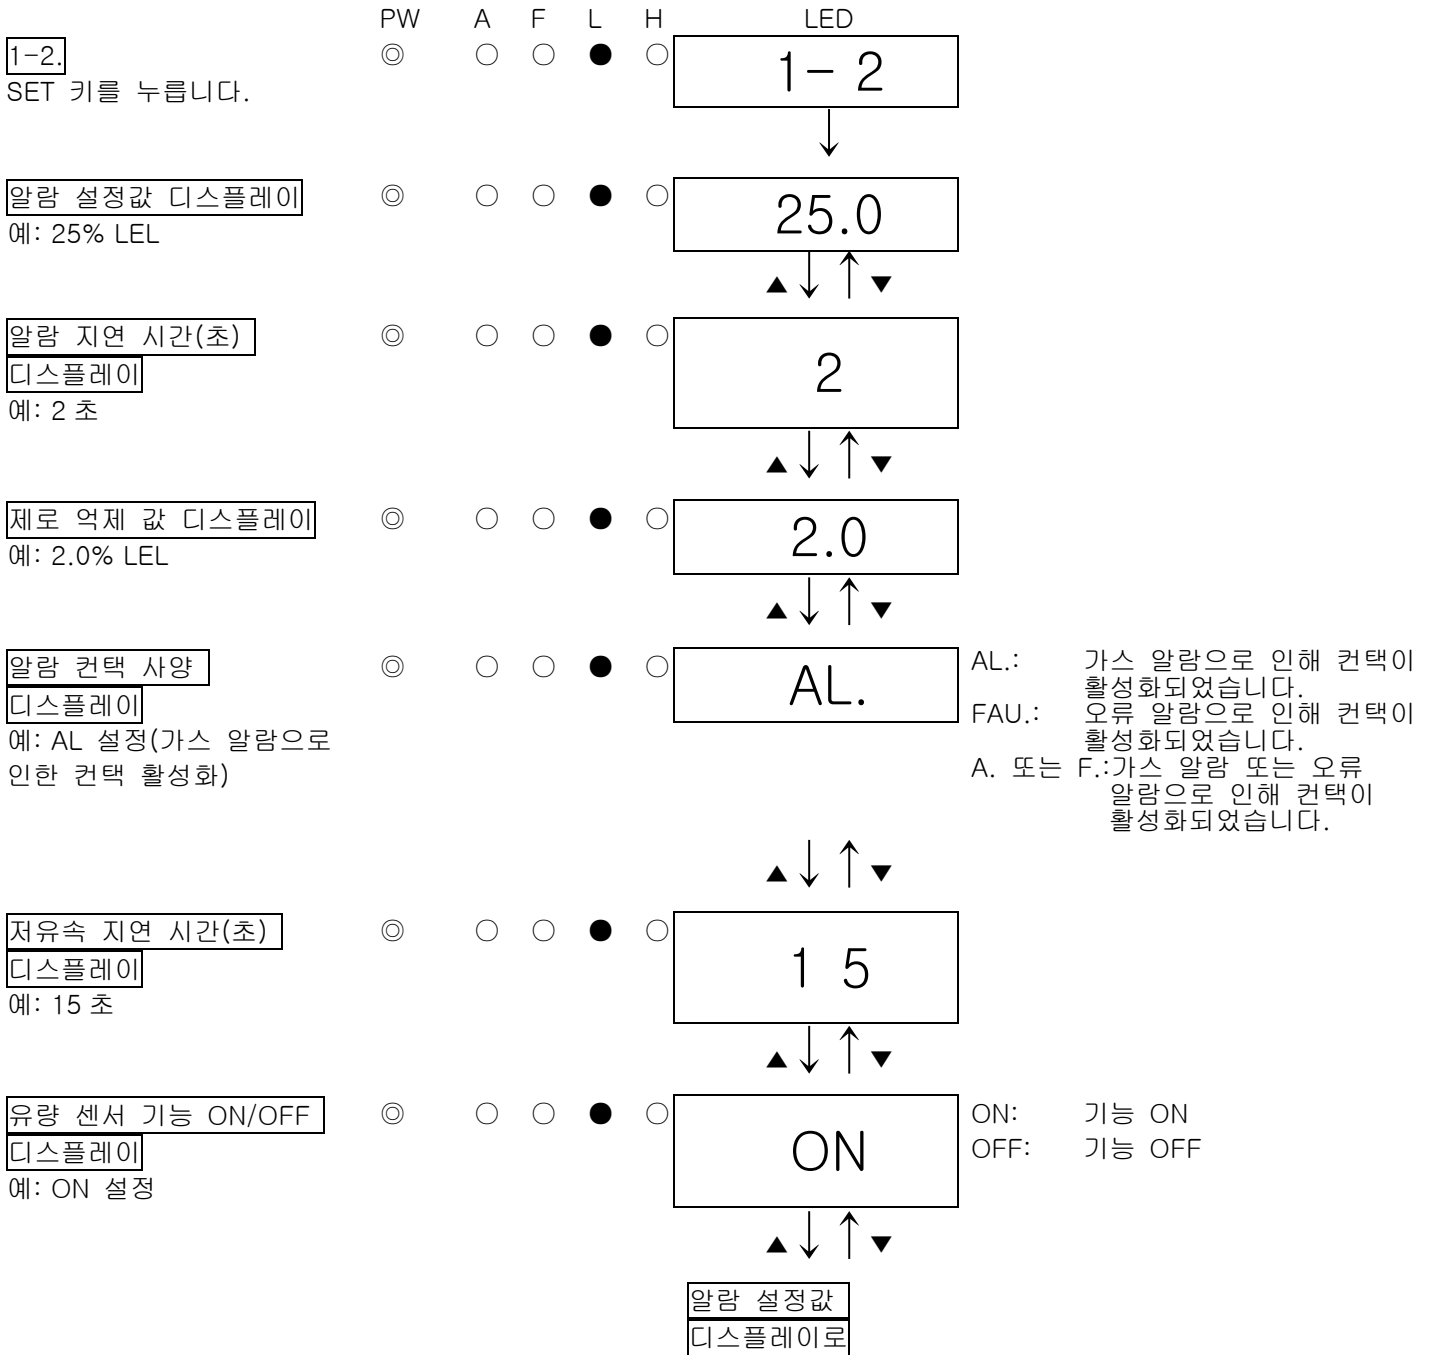 PW A F L H LED
1-2. ◎ ○ ○ ● ○ 1- 2
SET 키를 누릅니다.
알람 설정값 디스플레이 ◎ ○ ○ ● ○ 25.0
예: 25% LEL
▲ ▼
알람 지연 시간(초) ◎ ○ ○ ● ○ 2
디스플레이
예: 2 초
▲ ▼
제로 억제 값 디스플레이 ◎ ○ ○ ● ○ 2.0
예: 2.0% LEL
▲ ▼
알람 컨택 사양 ◎ ○ ○ ● ○ AL.
디스플레이
예: AL 설정(가스 알람으로
인한 컨택 활성화)
AL.: 가스 알람으로 인해 컨택이
활성화되었습니다.
FAU.: 오류 알람으로 인해 컨택이
활성화되었습니다.
A. 또는 F.:가스 알람 또는 오류
알람으로 인해 컨택이
활성화되었습니다.
▲ ▼
저유속 지연 시간(초) ◎ ○ ○ ● ○ 1 5
디스플레이
예: 15 초
▲ ▼
유량 센서 기능 ON/OFF ◎ ○ ○ ● ○ ON
디스플레이
예: ON 설정
ON: 기능 ON
OFF: 기능 OFF
▲ ▼
알람 설정값
디스플레이로